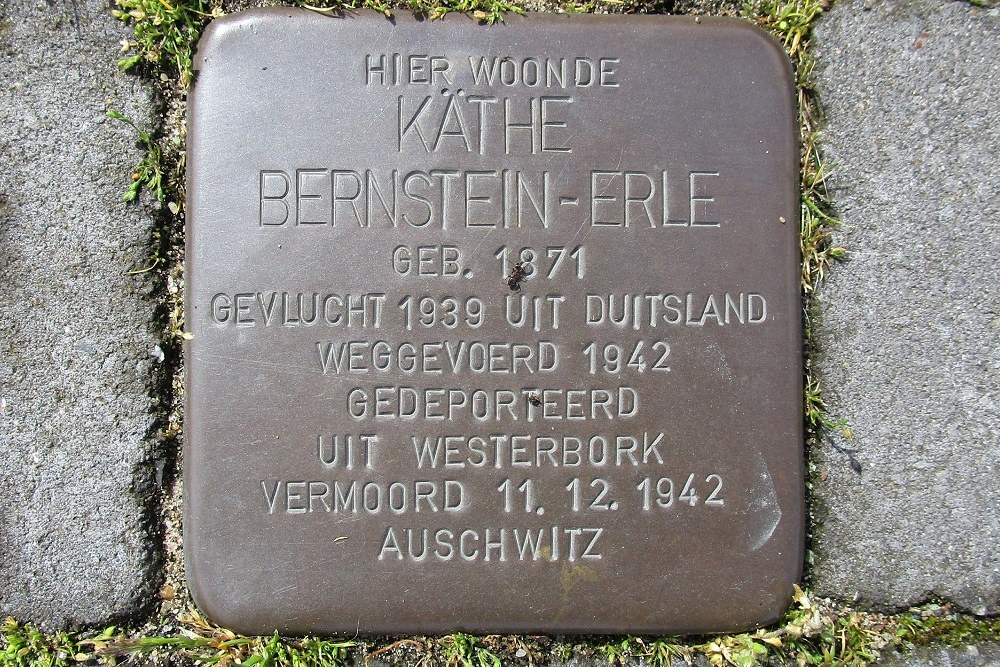 HIER WOONDE
KÄTHE
BERNSTEIN-ERLE
GEB. 1871
GEVLUCHT 1939 UIT DUITSLAND
WEGGEVOERD 1942
GEDEPORTEERD
UIT WESTERBORK
VERMOORD 11. 12. 1942
AUSCHWITZ